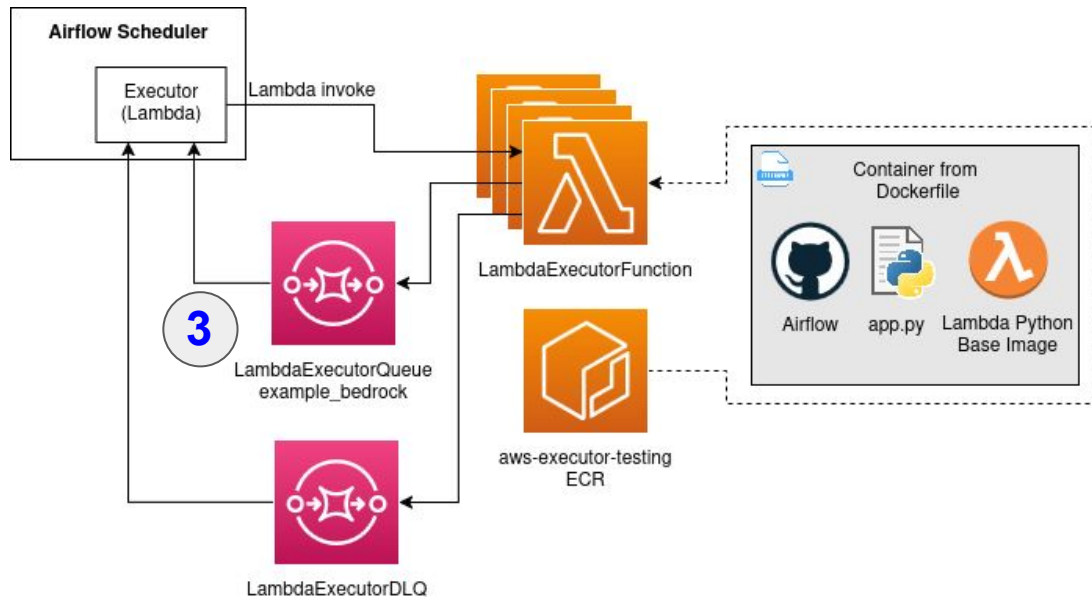 Airflow Scheduler
Executor
(Lambda)
Lambda invoke
LambdaExecutorFunction
Container from
Dockerfile
Airflow
app.py
Lambda Python
Base Image
3
LambdaExecutorQueue
example_bedrock
aws-executor-testing
ECR
LambdaExecutorDLQ